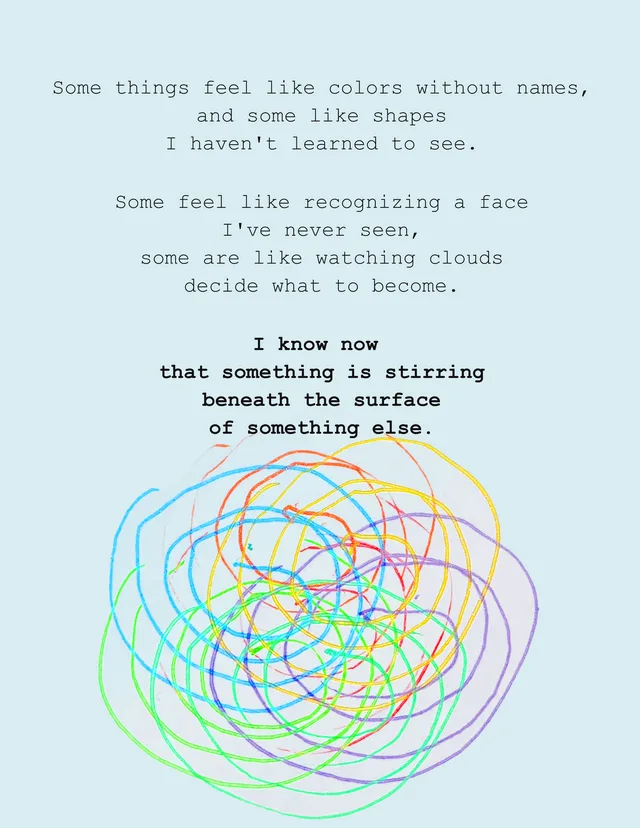 Some things feel like colors without names,
and some like shapes
I haven't learned to see.
Some feel like recognizing a face
I've never seen,
some are like watching clouds
decide what to become.
I know now
that something is stirring
beneath the surface
of something else.